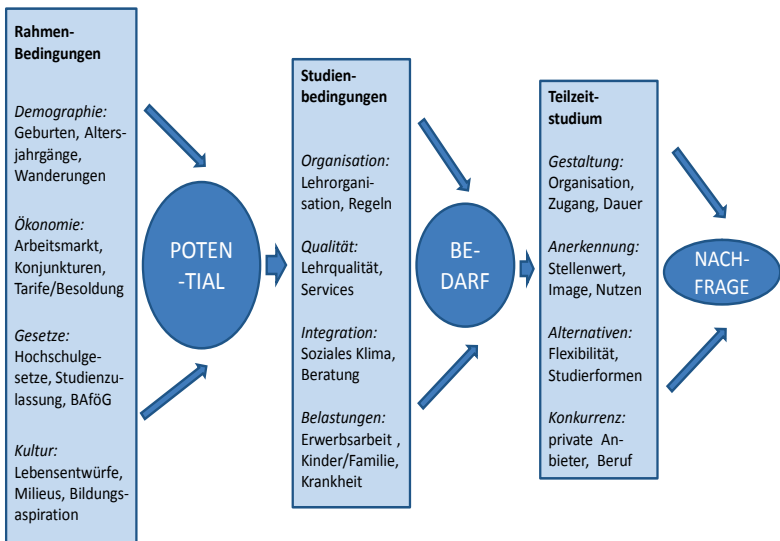 Rahmen-
Bedingungen
Demographie:
Geburten, Alters-
jahrgänge,
Wanderungen
Ökonomie:
Arbeitsmarkt,
Konjunkturen,
Tarife/Besoldung
Gesetze:
Hochschulge-
setze, Studienzu-
lassung, BAföG
Kultur:
Lebensentwürfe,
Milieus, Bildungs-
aspiration
POTEN
-TIAL
Studien-
bedingungen
Organisation:
Lehrorgani-
sation, Regeln
Qualität:
Lehrqualität,
Services
Integration:
Soziales Klima,
Beratung
Belastungen:
Erwerbsarbeit ,
Kinder/Familie,
Krankheit
BE-
DARF
Teilzeit-
studium
Gestaltung:
Organisation,
Zugang, Dauer
Anerkennung:
Stellenwert,
Image, Nutzen
Alternativen:
Flexibilität,
Studierformen
Konkurrenz:
private An-
bieter, Beruf
NACH-
FRAGE